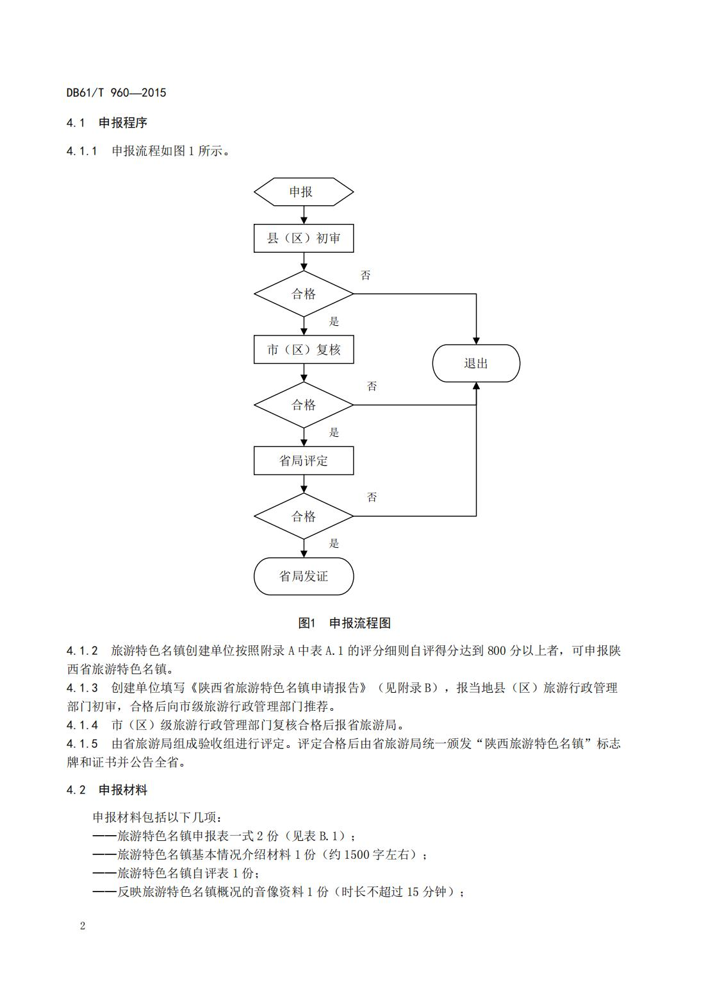 DB61/T 960—2015
4.1 申报程序
4.1.1 申报流程如图 1 所示。
申报
县（区）初审
否
合格
是
市（区）复核
退出
否
合格
是
省局评定
否
合格
是
省局发证
图1 申报流程图
4.1.2 旅游特色名镇创建单位按照附录 A 中表 A.1 的评分细则自评得分达到 800 分以上者，可申报陕
西省旅游特色名镇。
4.1.3 创建单位填写《陕西省旅游特色名镇申请报告》（见附录 B），报当地县（区）旅游行政管理
部门初审，合格后向市级旅游行政管理部门推荐。
4.1.4 市（区）级旅游行政管理部门复核合格后报省旅游局。
4.1.5 由省旅游局组成验收组进行评定。评定合格后由省旅游局统一颁发“陕西旅游特色名镇”标志
牌和证书并公告全省。
4.2 申报材料
申报材料包括以下几项：
——旅游特色名镇申报表一式 2 份（见表 B.1）；
——旅游特色名镇基本情况介绍材料 1 份（约 1500 字左右）；
——旅游特色名镇自评表 1 份；
——反映旅游特色名镇概况的音像资料 1 份（时长不超过 15 分钟）；
2